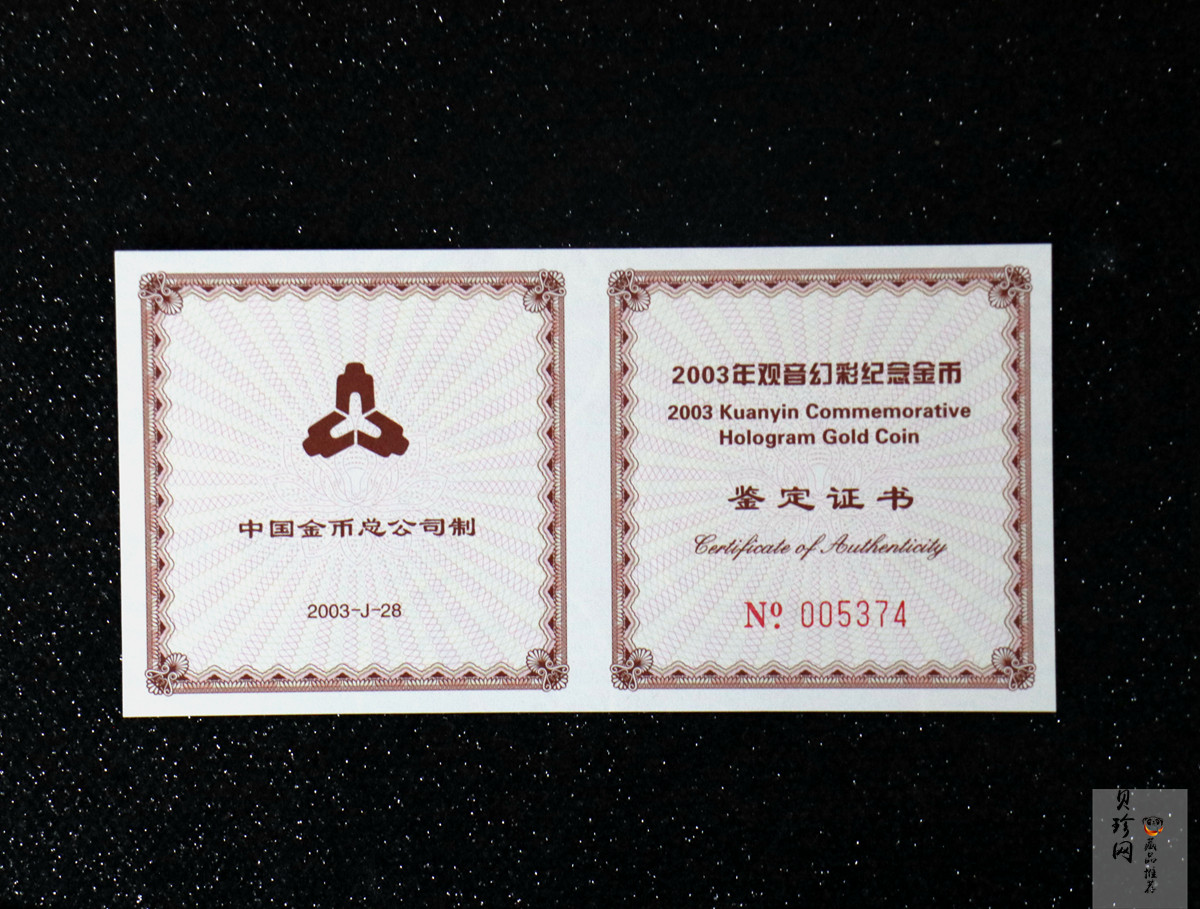 中国金币总公司制
2003-J-28
2003年观音幻彩纪念金币
2003 Kuanyin Commemorative
Hologram Gold Coin
鉴定证书
Certificate of Authenticity
Nº 005374
贝珍网
藏品推荐